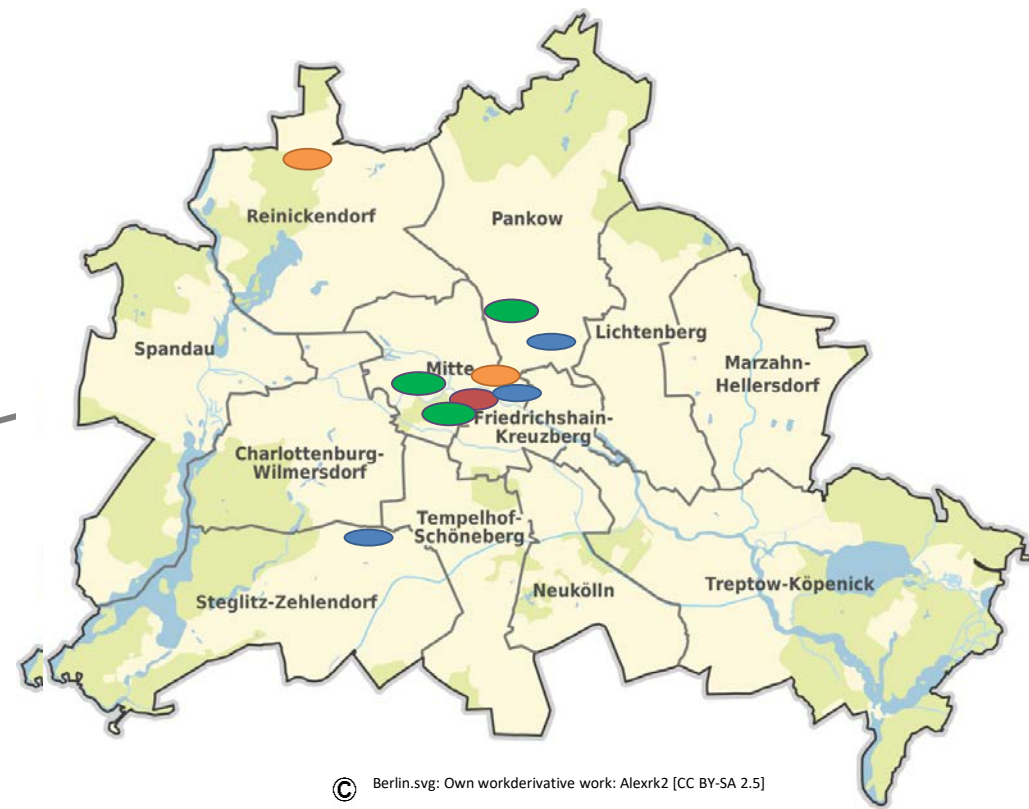 Reinickendorf
Pankow
Spandau
Lichtenberg
Mitte
Marzahn-
Hellersdorf
Friedrichshain-
Kreuzberg
Charlottenburg-
Wilmersdorf
Tempelhof-
Schöneberg
Steglitz-Zehlendorf
Neukölln
Treptow-Köpenick
© Berlin.svg: Own workderivative work: Alexrk2 [CC BY-SA 2.5]